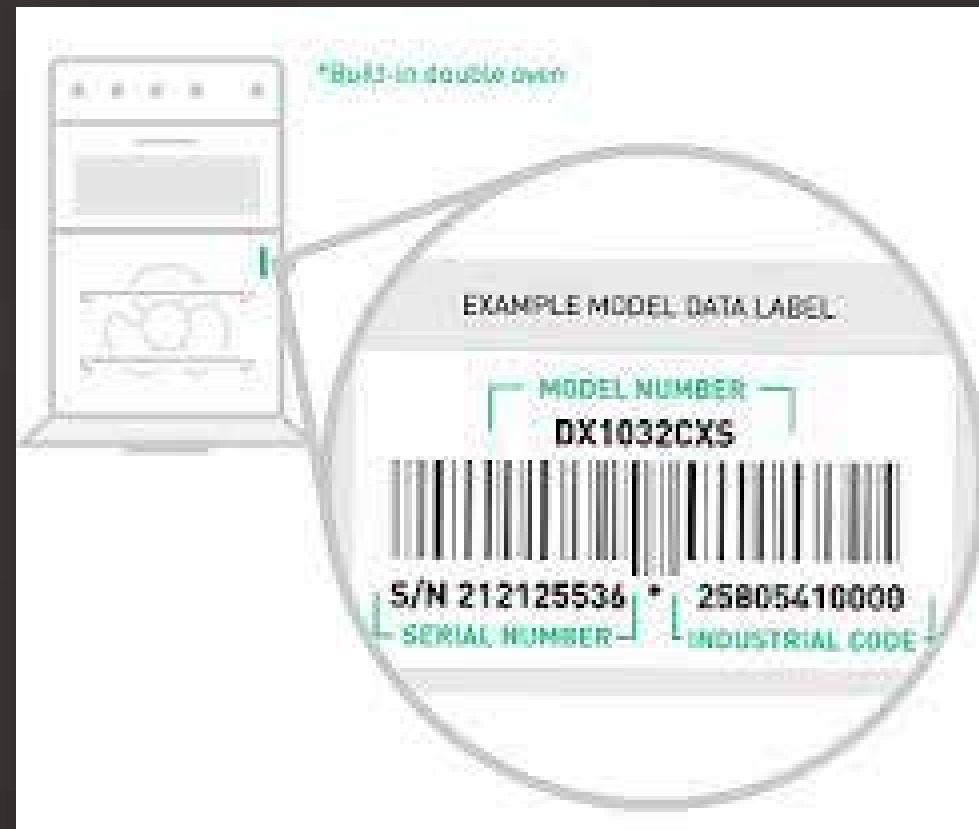 *Built-in double oven
EXAMPLE MODEL DATA LABEL
MODEL NUMBER
DX1032CXS
S/N 212125536 * 25805410000
SERIAL NUMBER INDUSTRIAL CODE